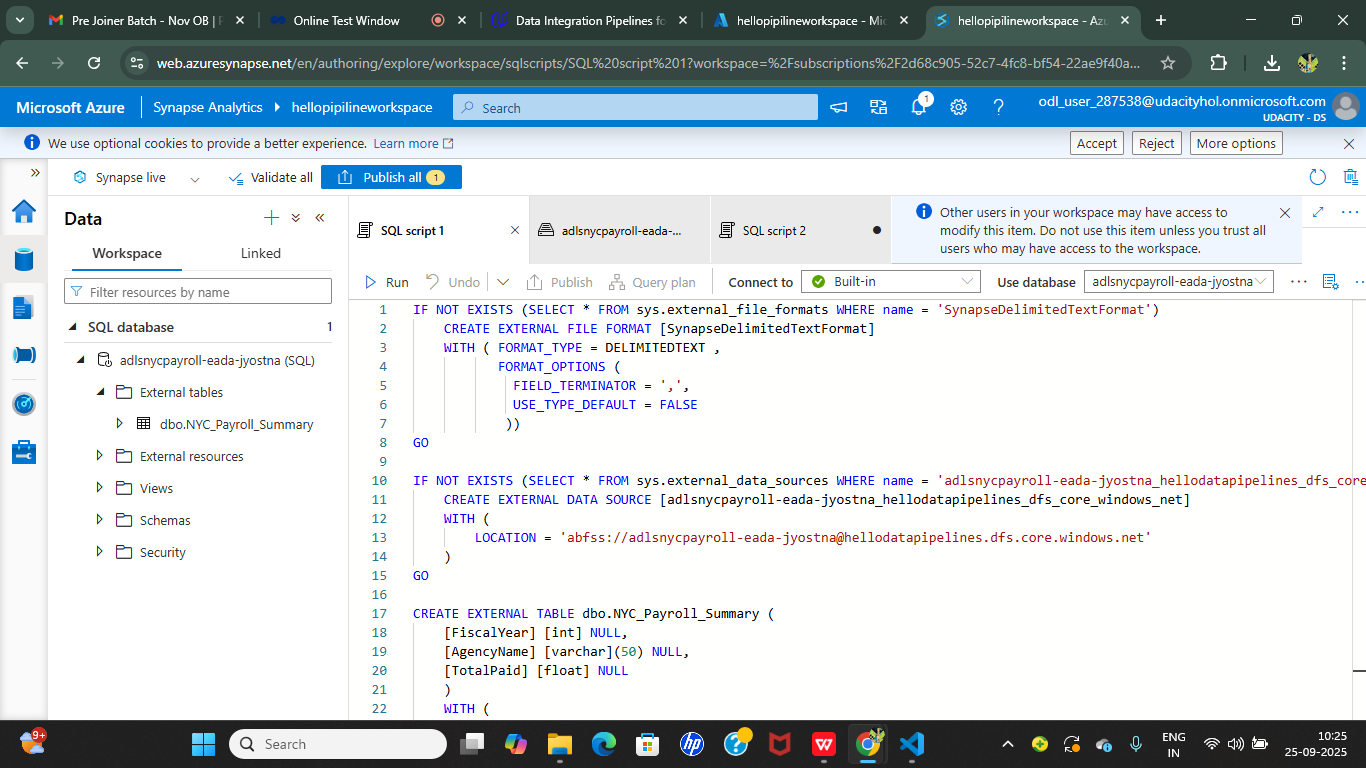 Pre Joiner Batch - Nov OB | F
Online Test Window
Data Integration Pipelines fo
hellopipilineworkspace - Mic
hellopipilineworkspace - Azu
web.azuresynapse.net/en/authoring/explore/workspace/sqlscripts/SQL%20script%201?workspace=%2Fsubscriptions%2F2d68c905-52c7-4fc8-bf54-22ae9f40a...
Microsoft Azure
Synapse Analytics
hellopipilineworkspace
Search
1
odl_user_287538@udacityhol.onmicrosoft.com
UDACITY - DS
We use optional cookies to provide a better experience. Learn more
Accept
Reject
More options
Synapse live
Validate all
Publish all 1
Data
Workspace
Linked
Filter resources by name
SQL database 1
adlsnycpayroll-eada-jyostna (SQL)
External tables
dbo.NYC_Payroll_Summary
External resources
Views
Schemas
Security
SQL script 1
adlsnycpayroll-eada-...
SQL script 2
Other users in your workspace may have access to
modify this item. Do not use this item unless you trust all
users who may have access to the workspace.
Run
Undo
Publish
Query plan
Connect to
Built-in
Use database
adlsnycpayroll-eada-jyostna
1 IF NOT EXISTS (SELECT * FROM sys.external_file_formats WHERE name = 'SynapseDelimitedTextFormat')
2 CREATE EXTERNAL FILE FORMAT [SynapseDelimitedTextFormat]
3 WITH ( FORMAT_TYPE = DELIMITEDTEXT ,
4 FORMAT_OPTIONS (
5 FIELD_TERMINATOR = ',',
6 USE_TYPE_DEFAULT = FALSE
7 ))
8 GO
9
10 IF NOT EXISTS (SELECT * FROM sys.external_data_sources WHERE name = 'adlsnycpayroll-eada-jyostna_hellodatapipelines_dfs_core
11 CREATE EXTERNAL DATA SOURCE [adlsnycpayroll-eada-jyostna_hellodatapipelines_dfs_core_windows_net]
12 WITH (
13 LOCATION = 'abfss://adlsnycpayroll-eada-jyostna@hellodatapipelines.dfs.core.windows.net'
14 )
15 GO
16
17 CREATE EXTERNAL TABLE dbo.NYC_Payroll_Summary (
18 [FiscalYear] [int] NULL,
19 [AgencyName] [varchar](50) NULL,
20 [TotalPaid] [float] NULL
21 )
22 WITH (
9+
Search
ENG
IN
10:25
25-09-2025